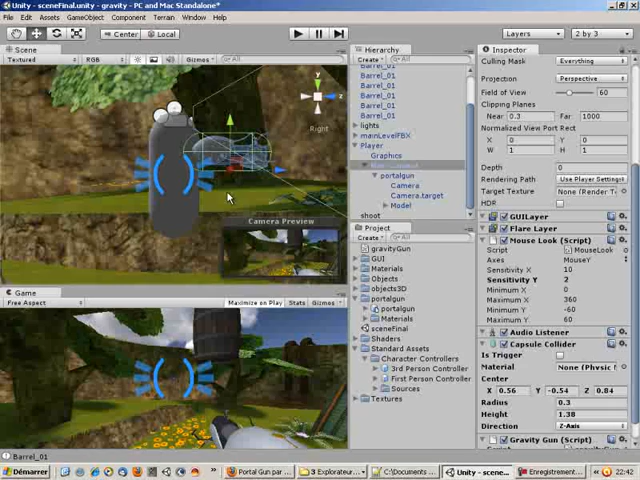 Unity - sceneFinal.unity - gravity - PC and Mac Standalone*
File Edit Assets GameObject Component Terrain Window Help
Center Local Layers 2 by 3
Scene
Textured RGB Gizmos All
y
z
Right
Camera Preview
Game
Free Aspect Maximize on Play Stats Gizmos
Hierarchy
Create All
Barrel_01
Barrel_01
Barrel_01
Barrel_01
Barrel_01
lights
mainLevelFBX
Player
Graphics
portalgun
Camera
Camera.target
Model
shoot
Project
Create
gravityGun
GUI
Materials
Objects
objects3D
portalgun
portalgun
Materials
sceneFinal
Shaders
Standard Assets
Character Controllers
3rd Person Controller
First Person Controller
Sources
Textures
Inspector
Culling Mask Everything
Projection Perspective
Field of View 60
Clipping Planes
Near 0.3 Far 1000
Normalized View Port Rect
X 0 Y 0
W 1 H 1
Depth 0
Rendering Path Use Player Settings
Target Texture None (Render T
HDR
GUILayer
Flare Layer
Mouse Look (Script)
Script MouseLook
Axes MouseY
Sensitivity X 10
Sensitivity Y 2
Minimum X 0
Maximum X 360
Minimum Y -60
Maximum Y 60
Audio Listener
Capsule Collider
Is Trigger
Material None (Physic M
Center
X 0.56 Y -0.54 Z 0.84
Radius 0.3
Height 1.38
Direction Z-Axis
Gravity Gun (Script)
Barrel_01
Démarrer Portal Gun par 3 Explorateur C:\Documents Unity - scene... Enregistrement 22:42